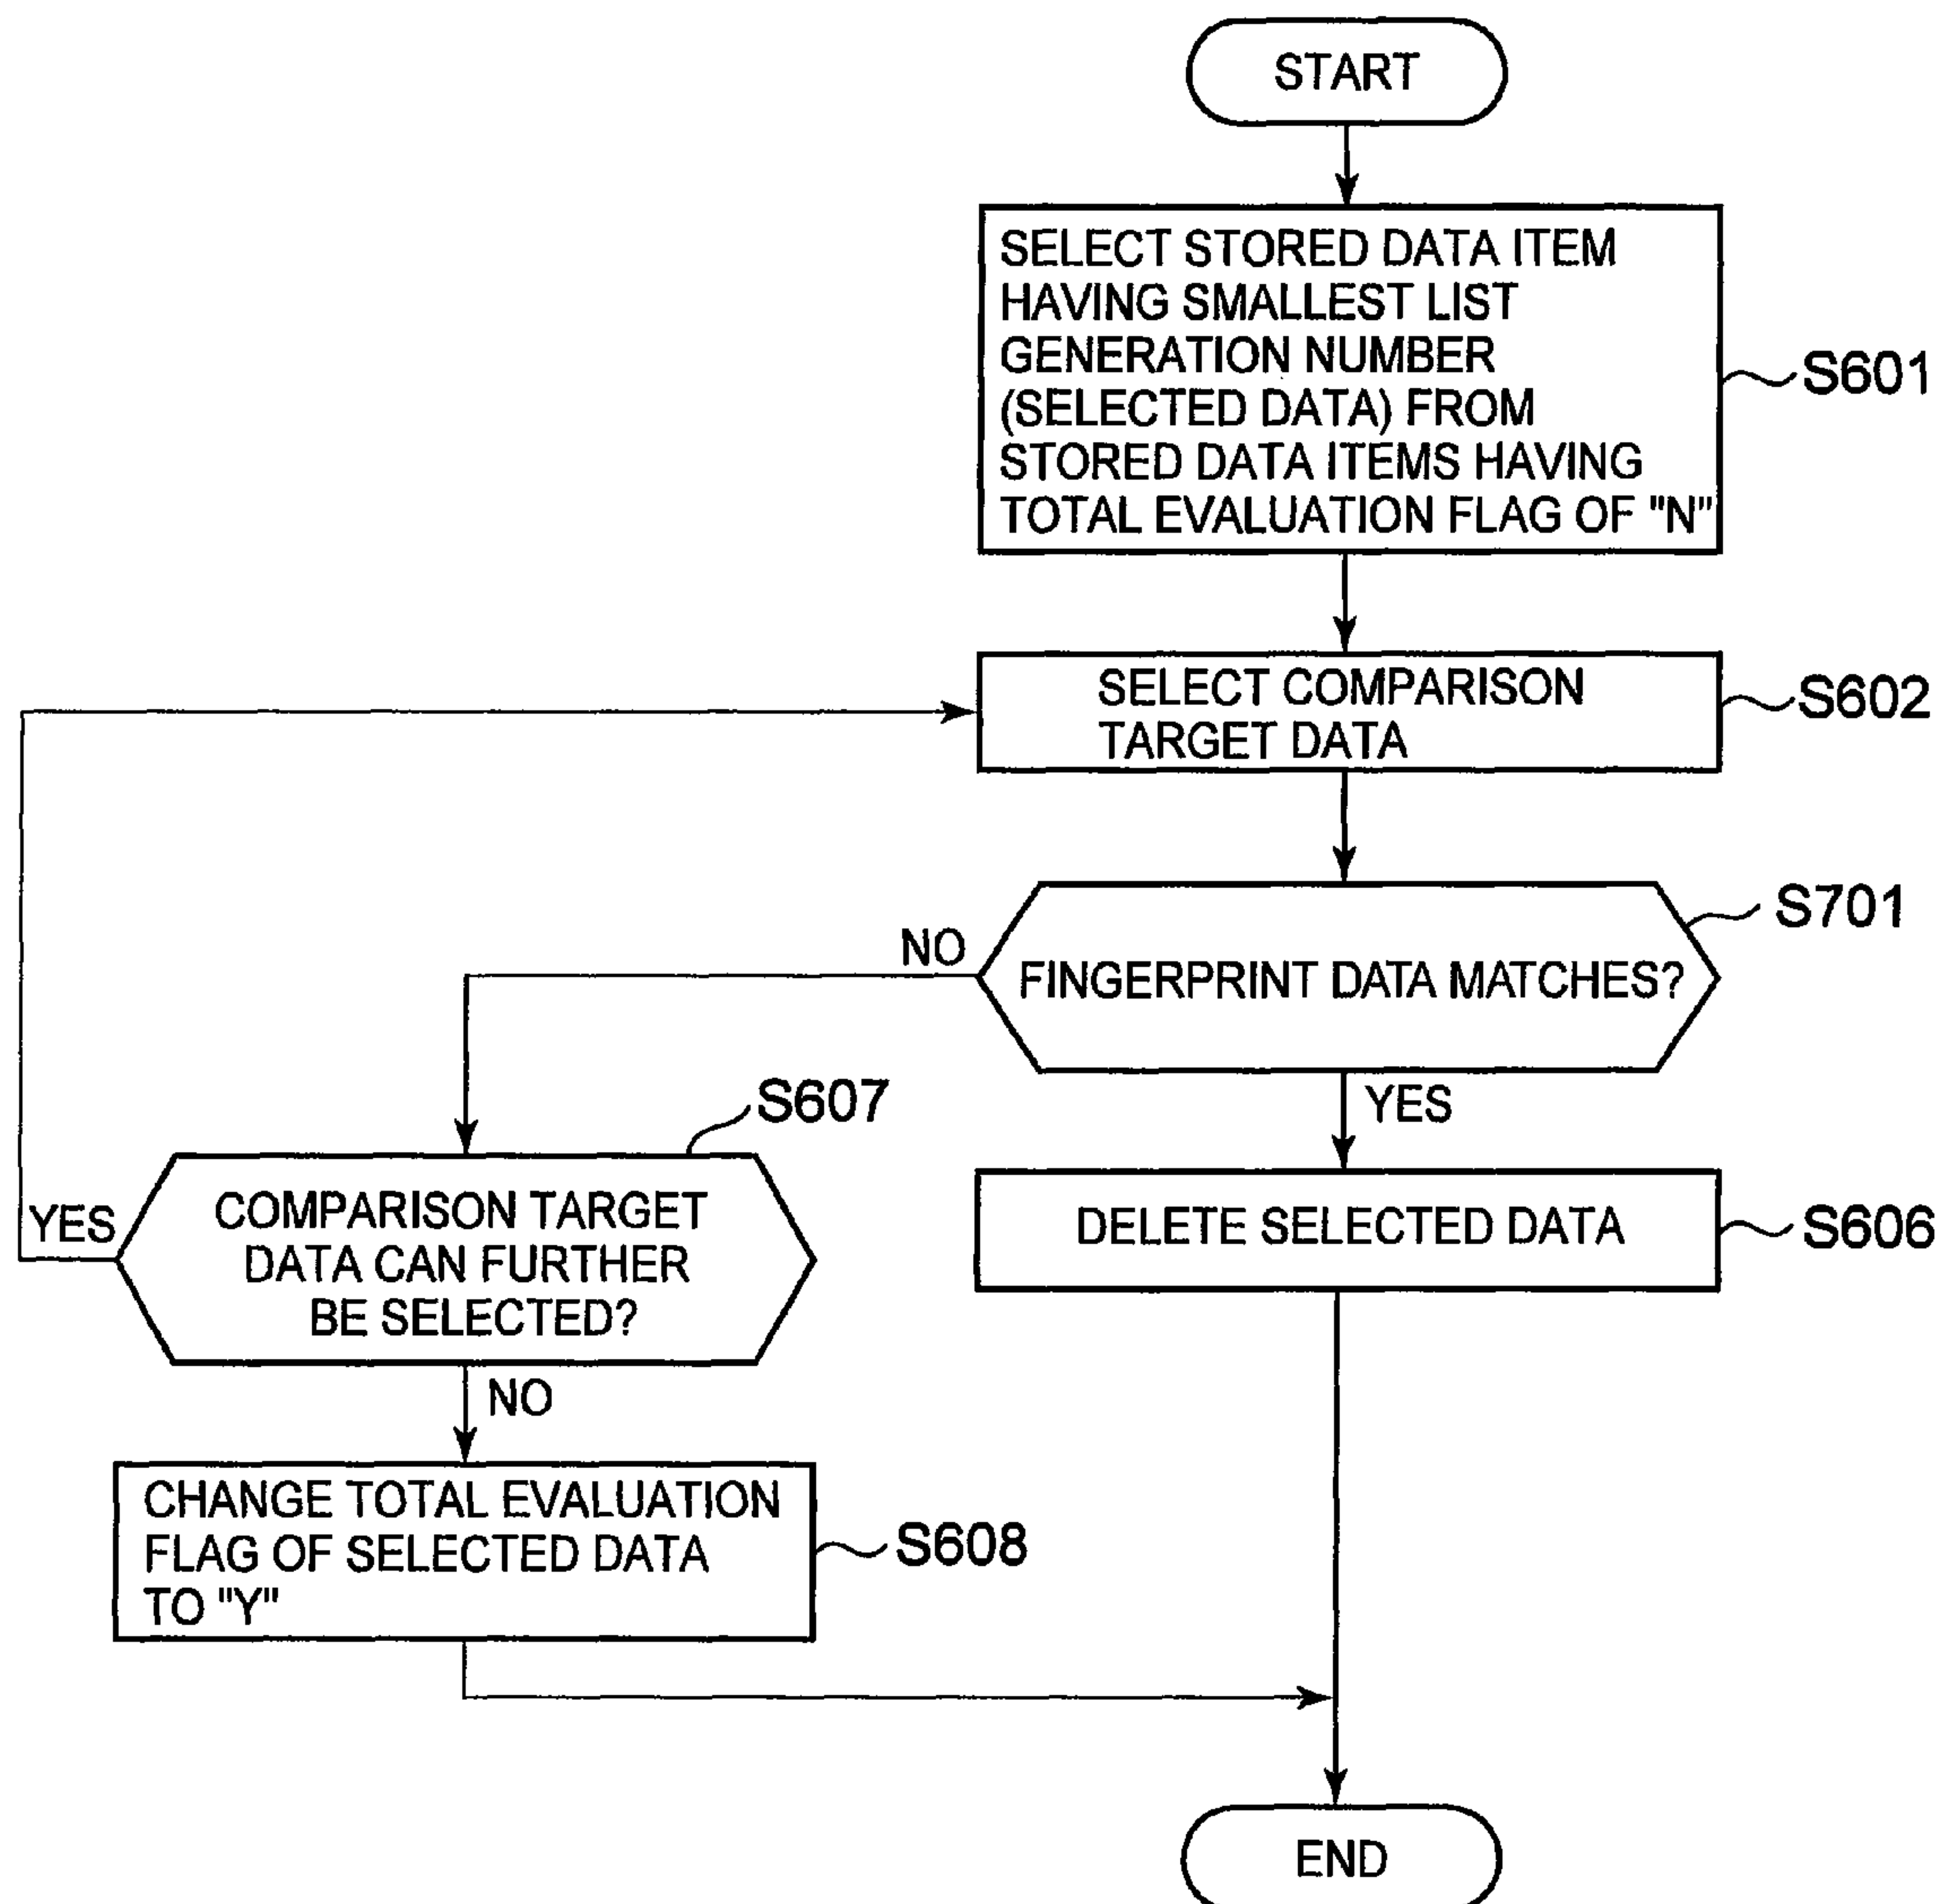 START
SELECT STORED DATA ITEM
HAVING SMALLEST LIST
GENERATION NUMBER
(SELECTED DATA) FROM
STORED DATA ITEMS HAVING
TOTAL EVALUATION FLAG OF "N"
S601
SELECT COMPARISON
TARGET DATA
S602
FINGERPRINT DATA MATCHES?
S701
NO
YES
S607
COMPARISON TARGET
DATA CAN FURTHER
BE SELECTED?
YES
NO
DELETE SELECTED DATA
S606
CHANGE TOTAL EVALUATION
FLAG OF SELECTED DATA
TO "Y"
S608
END